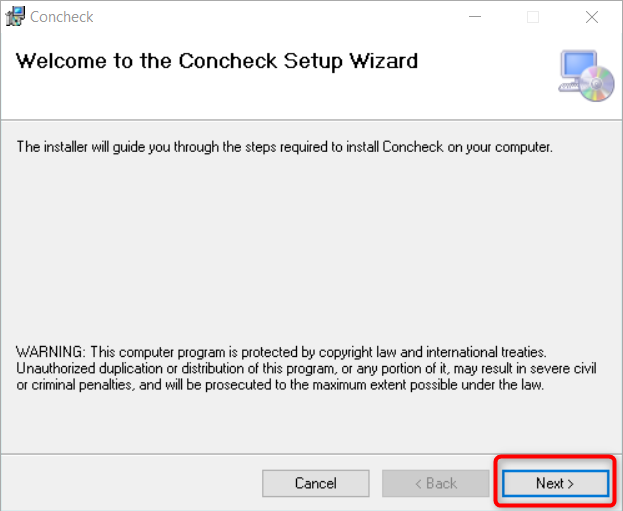 Concheck
Welcome to the Concheck Setup Wizard
The installer will guide you through the steps required to install Concheck on your computer.
WARNING: This computer program is protected by copyright law and international treaties.
Unauthorized duplication or distribution of this program, or any portion of it, may result in severe civil
or criminal penalties, and will be prosecuted to the maximum extent possible under the law.
Cancel
< Back
Next >